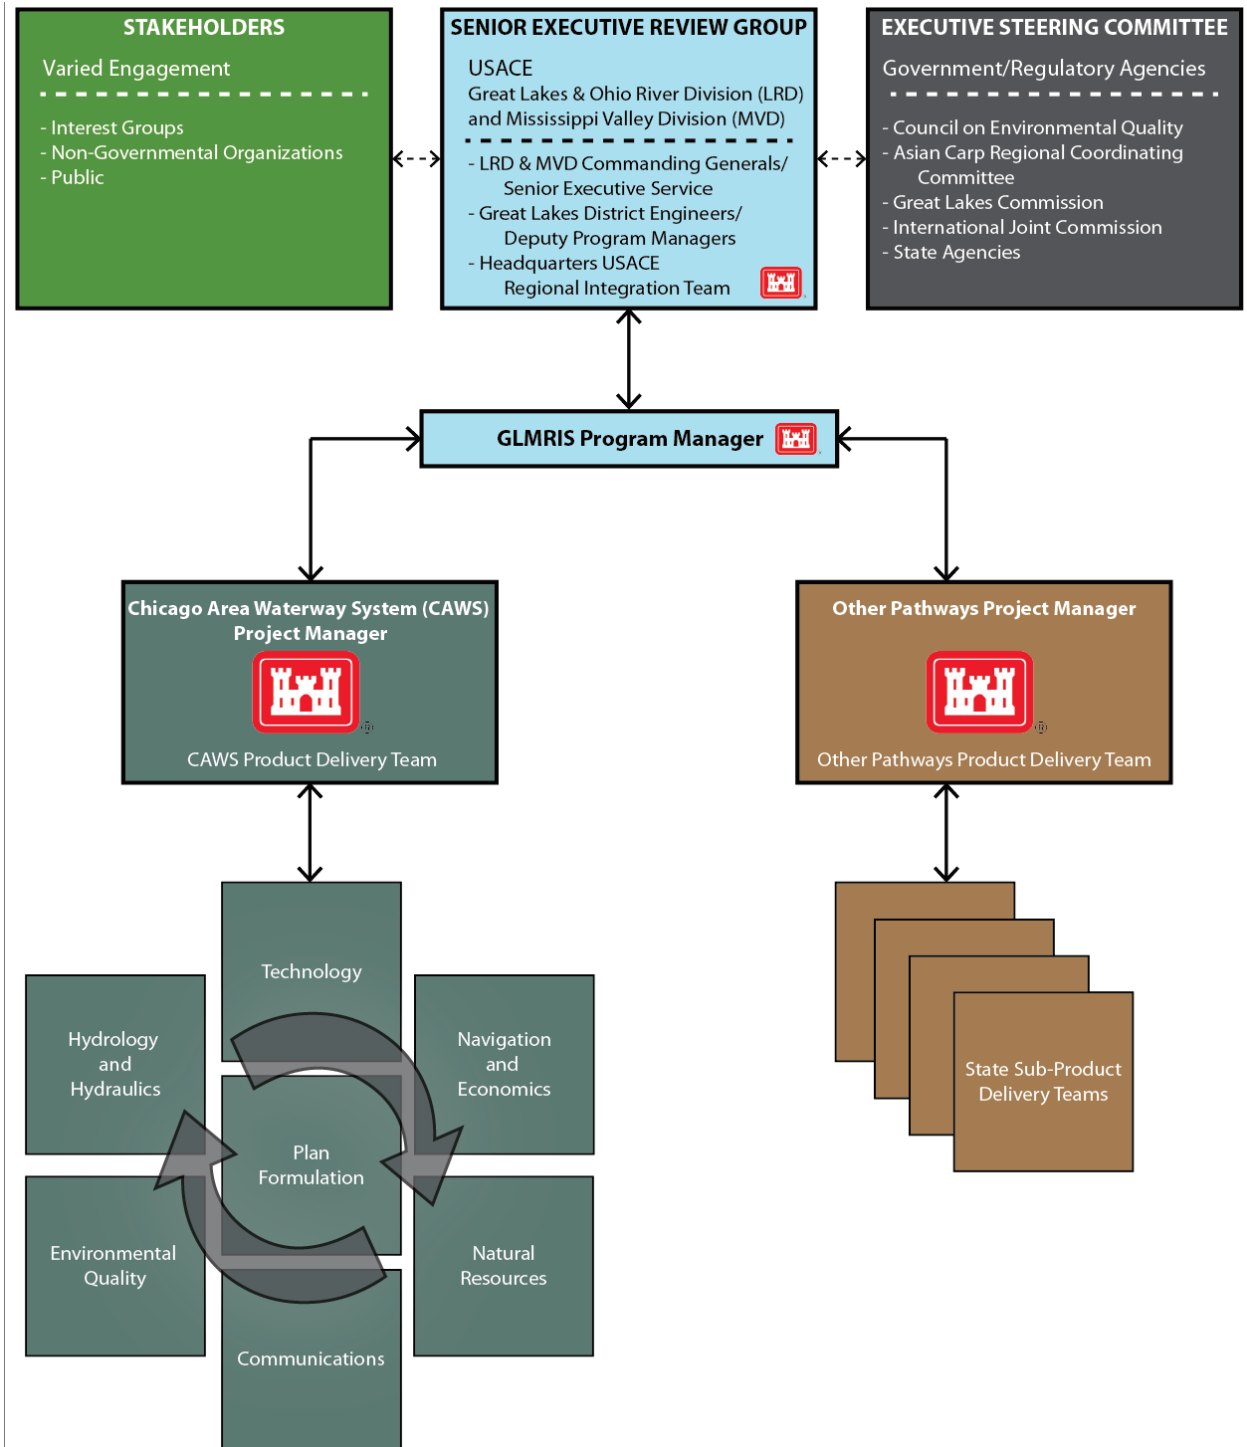 STAKEHOLDERS
Varied Engagement
- Interest Groups
- Non-Governmental Organizations
- Public
SENIOR EXECUTIVE REVIEW GROUP
USACE
Great Lakes & Ohio River Division (LRD)
and Mississippi Valley Division (MVD)
- LRD & MVD Commanding Generals/
Senior Executive Service
- Great Lakes District Engineers/
Deputy Program Managers
- Headquarters USACE
Regional Integration Team
EXECUTIVE STEERING COMMITTEE
Government/Regulatory Agencies
- Council on Environmental Quality
- Asian Carp Regional Coordinating
Committee
- Great Lakes Commission
- International Joint Commission
- State Agencies
GLMRIS Program Manager
Chicago Area Waterway System (CAWS)
Project Manager
®
CAWS Product Delivery Team
Other Pathways Project Manager
®
Other Pathways Product Delivery Team
Technology
Hydrology
and
Hydraulics
Navigation
and
Economics
Plan
Formulation
Environmental
Quality
Natural
Resources
Communications
State Sub-Product
Delivery Teams